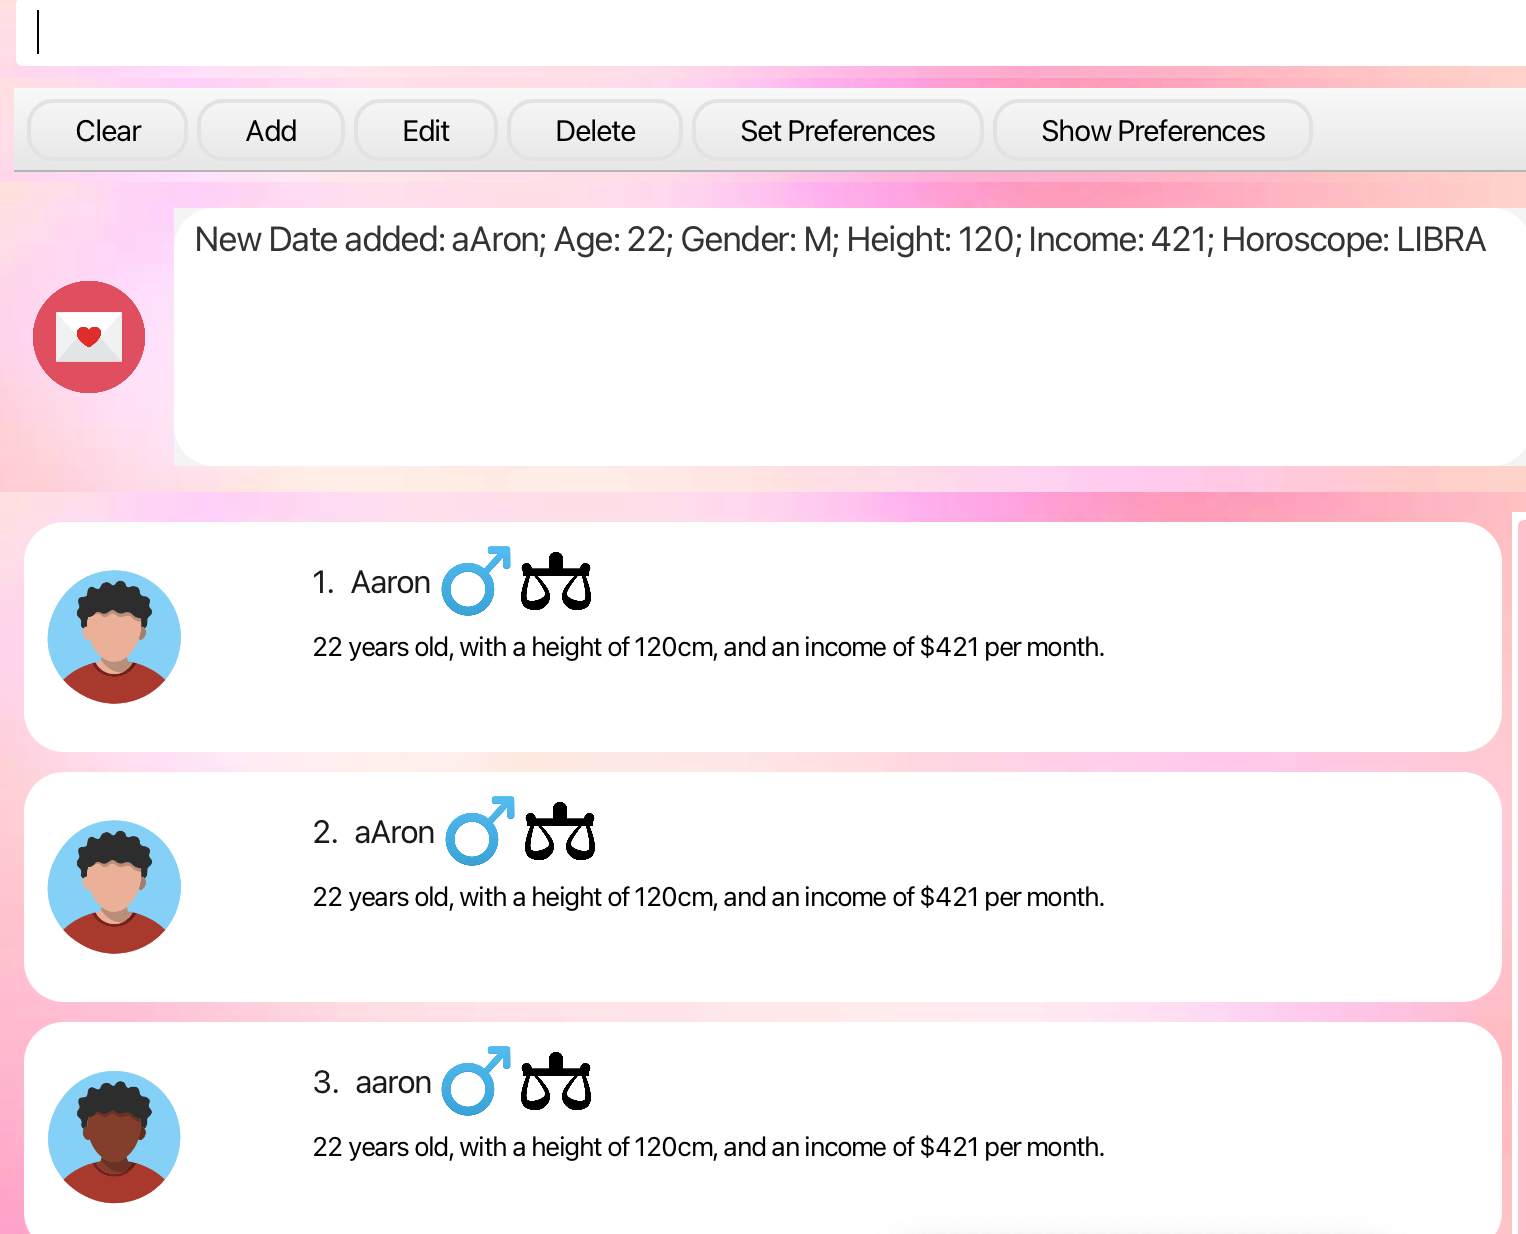 Clear Add Edit Delete Set Preferences Show Preferences
New Date added: aAron; Age: 22; Gender: M; Height: 120; Income: 421; Horoscope: LIBRA
1. Aaron
22 years old, with a height of 120cm, and an income of $421 per month.
2. aAron
22 years old, with a height of 120cm, and an income of $421 per month.
3. aaron
22 years old, with a height of 120cm, and an income of $421 per month.